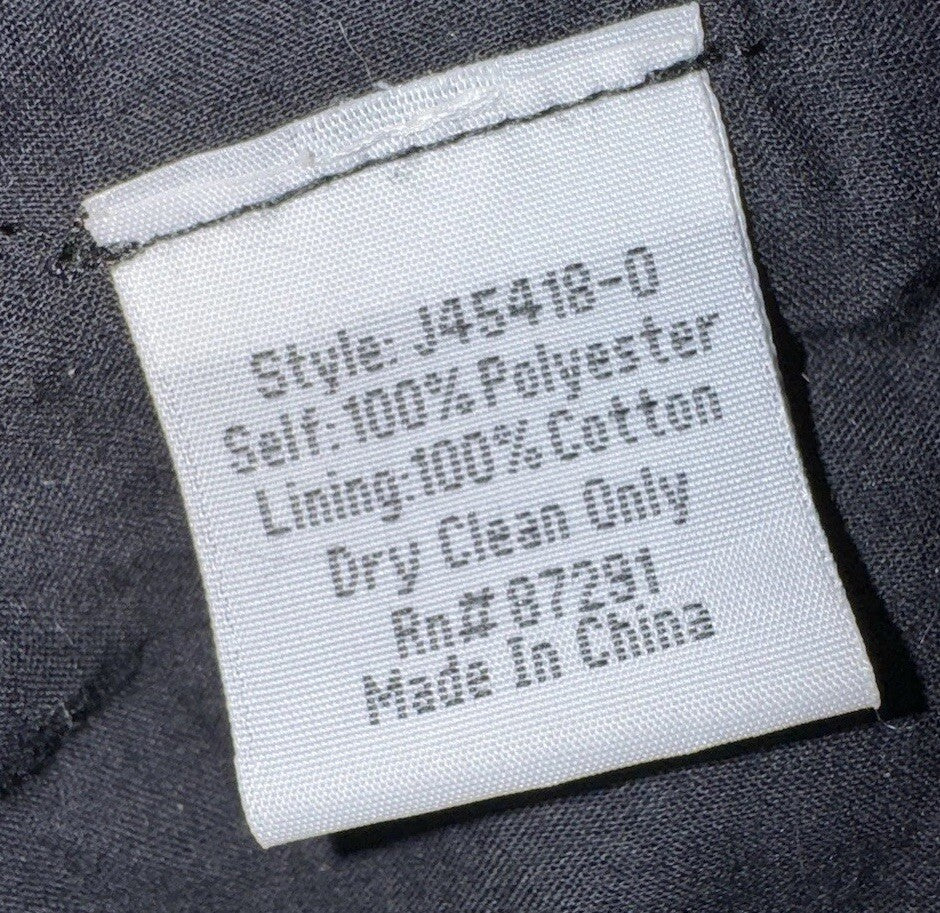 Style: J45418-0
Self:100% Polyester
Lining:100% Cotton
Dry Clean Only
Rn# 87291
Made In China